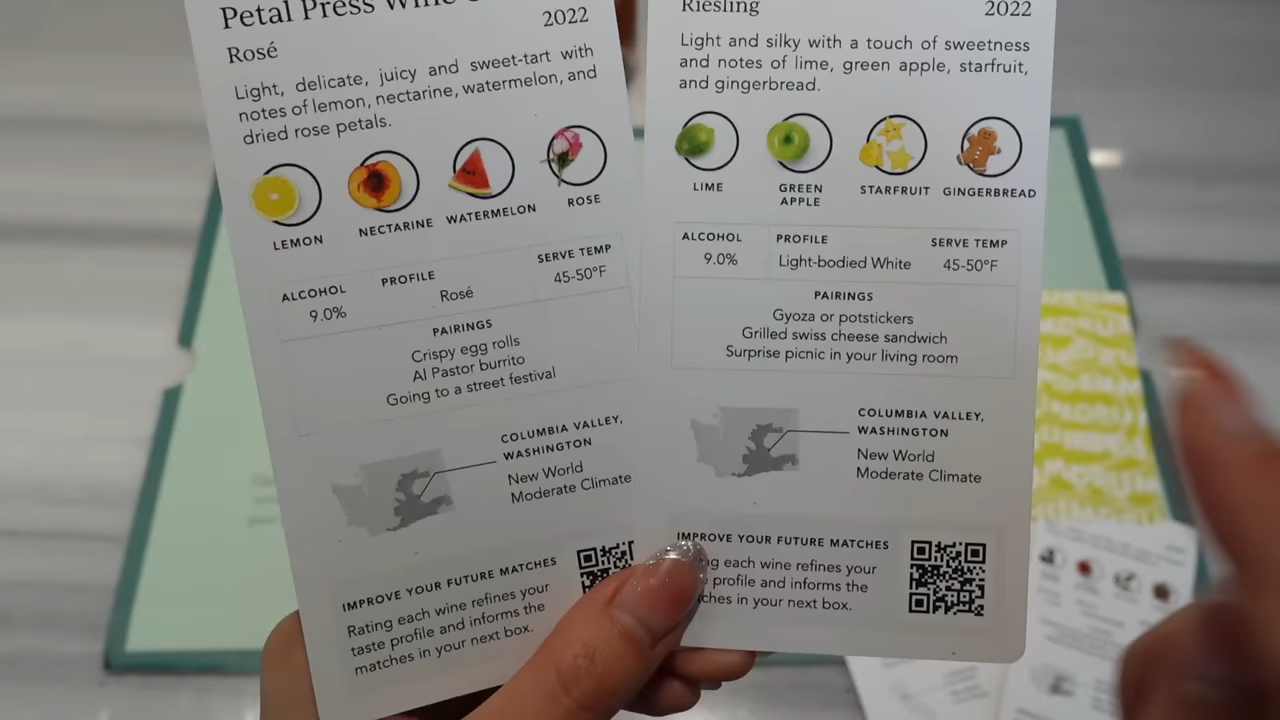 Petal Press Wine
2022
Rosé
Light, delicate, juicy and sweet-tart with
notes of lemon, nectarine, watermelon, and
dried rose petals.
LEMON
NECTARINE
WATERMELON
ROSE
ALCOHOL
9.0%
PROFILE
Rosé
SERVE TEMP
45-50°F
PAIRINGS
Crispy egg rolls
Al Pastor burrito
Going to a street festival
COLUMBIA VALLEY,
WASHINGTON
New World
Moderate Climate
IMPROVE YOUR FUTURE MATCHES
Rating each wine refines your
taste profile and informs the
matches in your next box.
Riesling
2022
Light and silky with a touch of sweetness
and notes of lime, green apple, starfruit,
and gingerbread.
LIME
GREEN
APPLE
STARFRUIT
GINGERBREAD
ALCOHOL
9.0%
PROFILE
Light-bodied White
SERVE TEMP
45-50°F
PAIRINGS
Gyoza or potstickers
Grilled swiss cheese sandwich
Surprise picnic in your living room
COLUMBIA VALLEY,
WASHINGTON
New World
Moderate Climate
IMPROVE YOUR FUTURE MATCHES
each wine refines your
profile and informs the
in your next box.